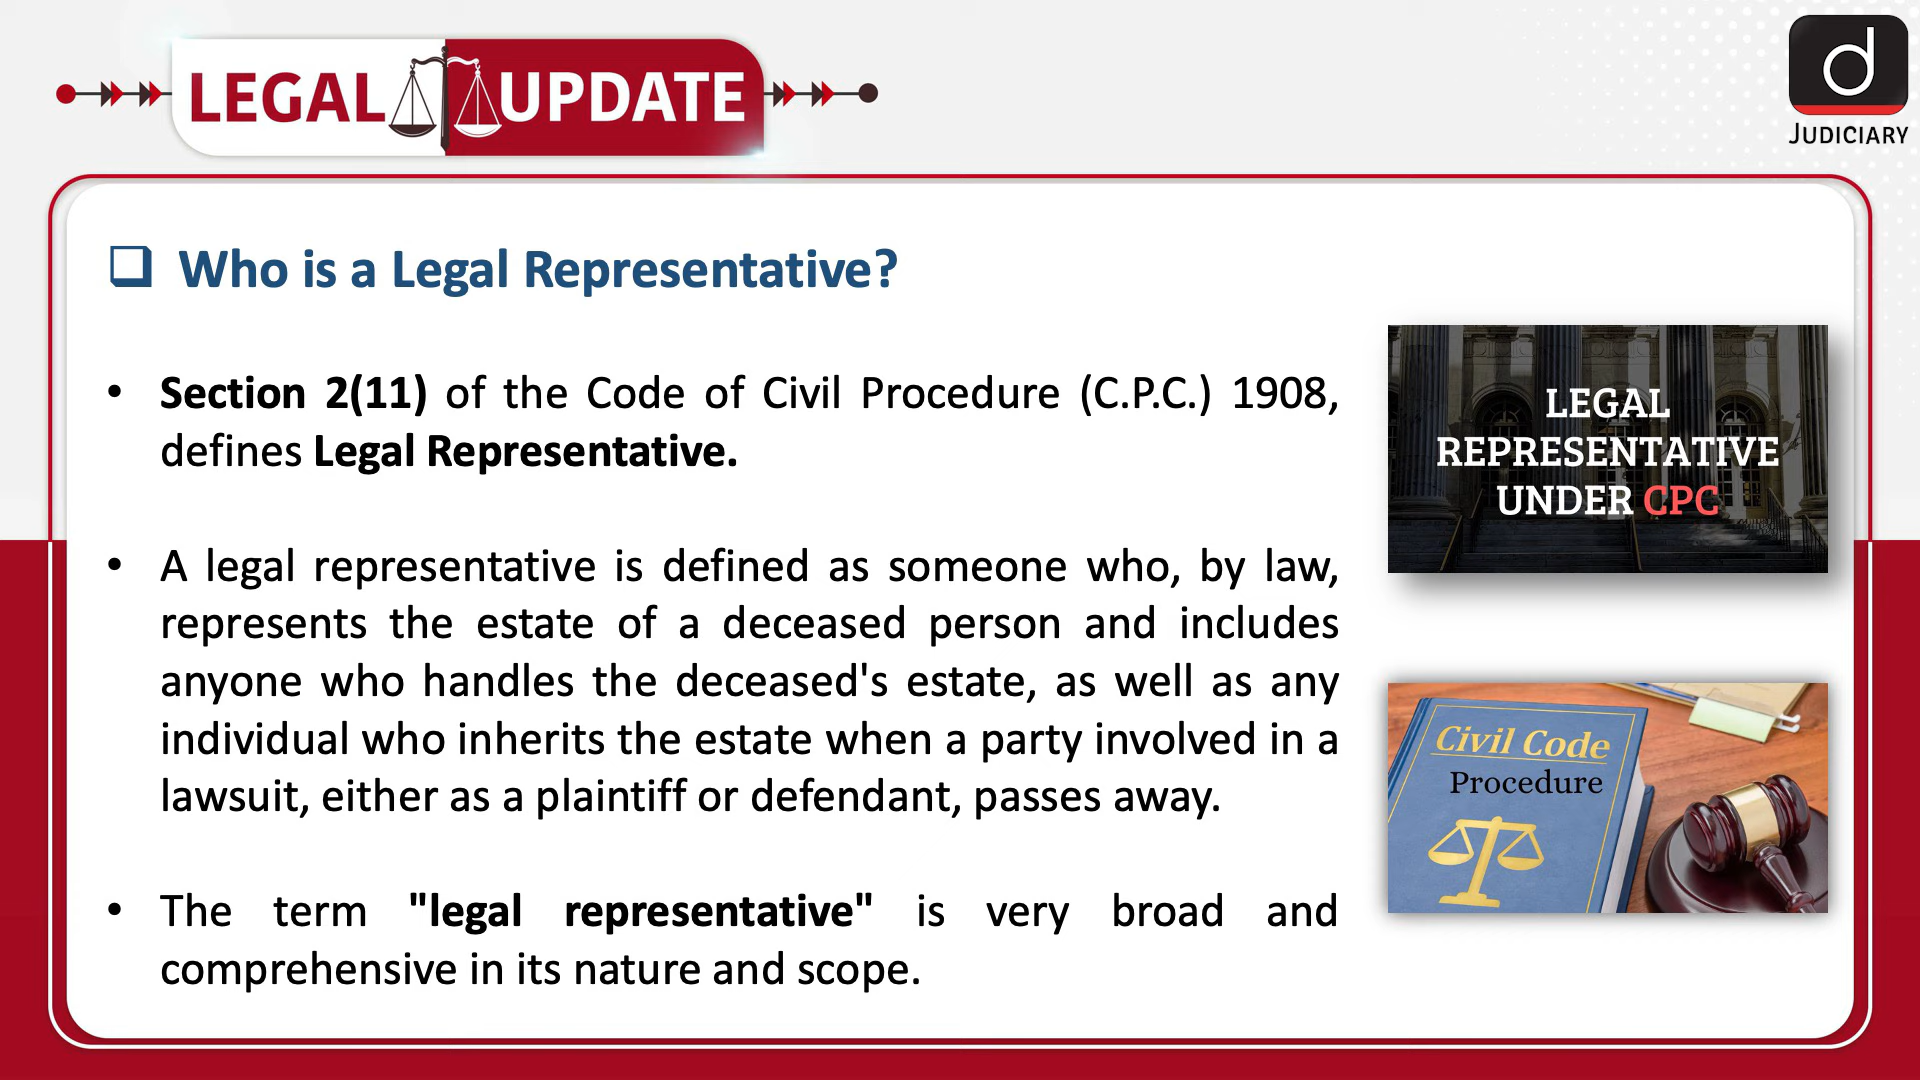 LEGAL UPDATE
d
JUDICIARY
Who is a Legal Representative?
• Section 2(11) of the Code of Civil Procedure (C.P.C.) 1908,
defines Legal Representative.
• A legal representative is defined as someone who, by law,
represents the estate of a deceased person and includes
anyone who handles the deceased's estate, as well as any
individual who inherits the estate when a party involved in a
lawsuit, either as a plaintiff or defendant, passes away.
• The term "legal representative" is very broad and
comprehensive in its nature and scope.
LEGAL
REPRESENTATIVE
UNDER CPC
Civil Code
Procedure